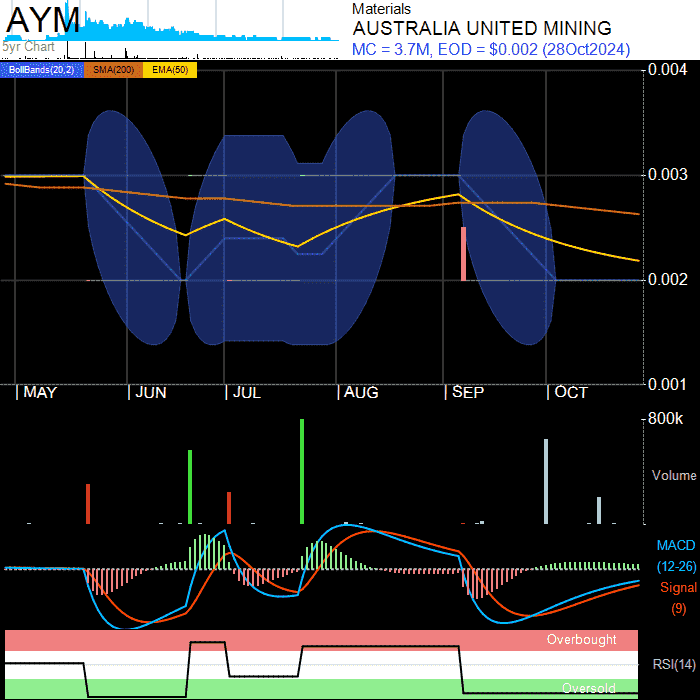 AYM
5yr Chart
Materials
AUSTRALIA UNITED MINING
MC = 3.7M, EOD = $0.002 (28Oct2024)
BollBands(20,2) SMA(200) EMA(50)
0.004
0.003
0.002
0.001
MAY JUN JUL AUG SEP OCT
800k
Volume
MACD
(12-26)
Signal
(9)
Overbought
RSI(14)
Oversold